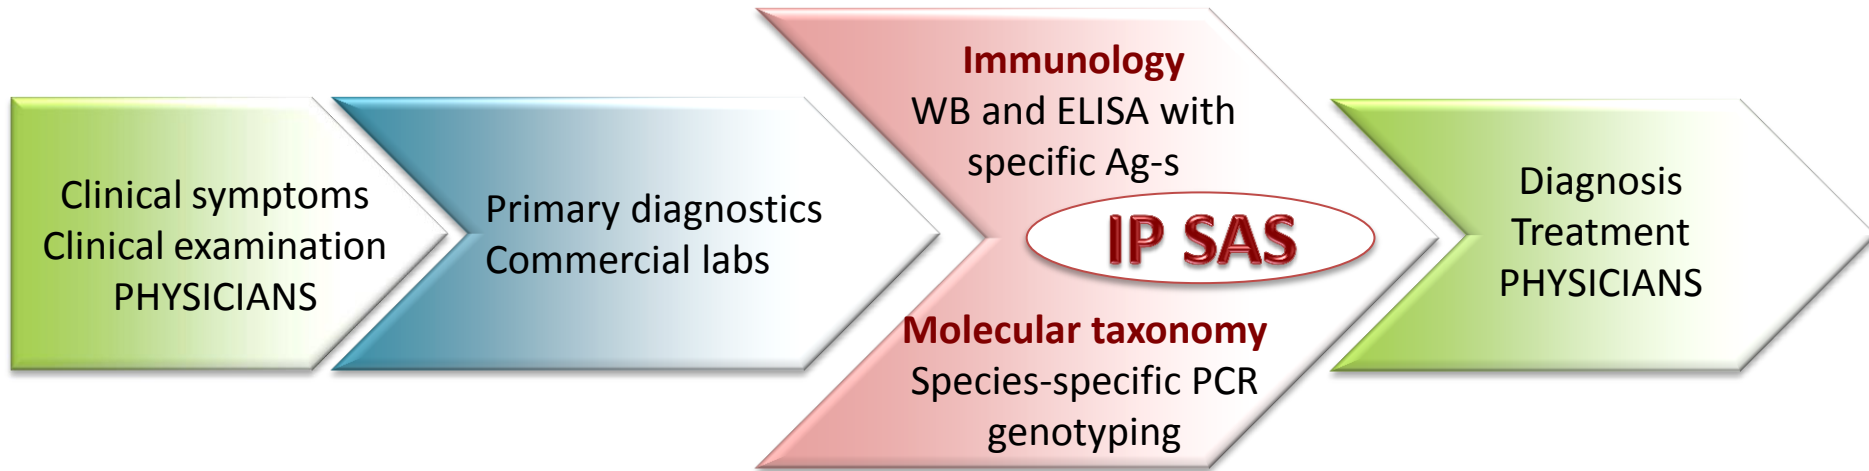 Clinical symptoms
Clinical examination
PHYSICIANS
Primary diagnostics
Commercial labs
Immunology
WB and ELISA with
specific Ag-s
IP SAS
Molecular taxonomy
Species-specific PCR
genotyping
Diagnosis
Treatment
PHYSICIANS